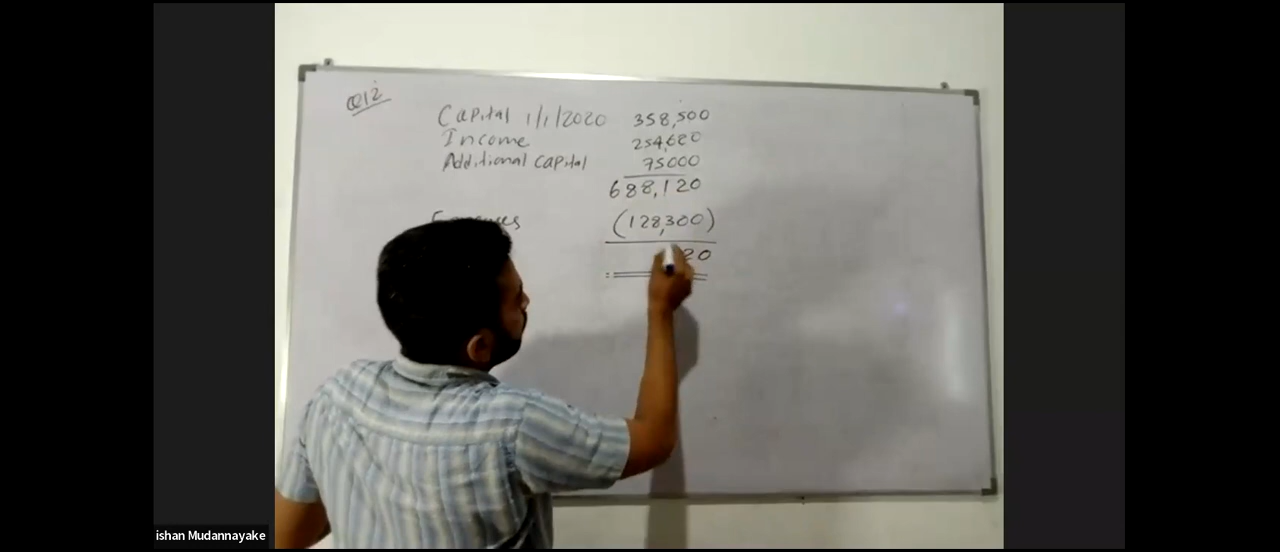 Q12
Capital 1/1/2020 358,500
Income 254,620
Additional capital 75000
688,120
(128,300)
20
ishan Mudannayake